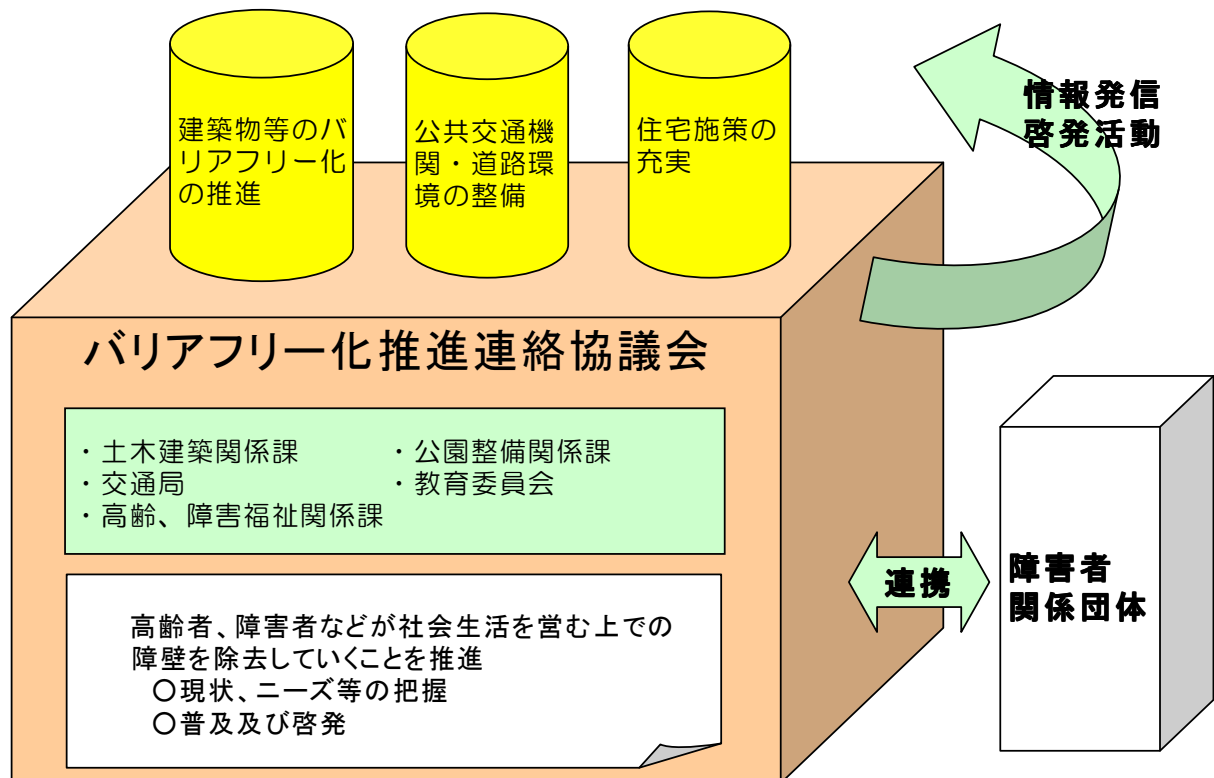 建築物等のバ
リアフリー化
の推進
公共交通機
関・道路環
境の整備
住宅施策の
充実
情報発信
啓発活動
バリアフリー化推進連絡協議会
・土木建築関係課
・公園整備関係課
・交通局
・教育委員会
・高齢、障害福祉関係課
高齢者、障害者などが社会生活を営む上での
障壁を除去していくことを推進
〇現状、ニーズ等の把握
〇普及及び啓発
連携
障害者
関係団体